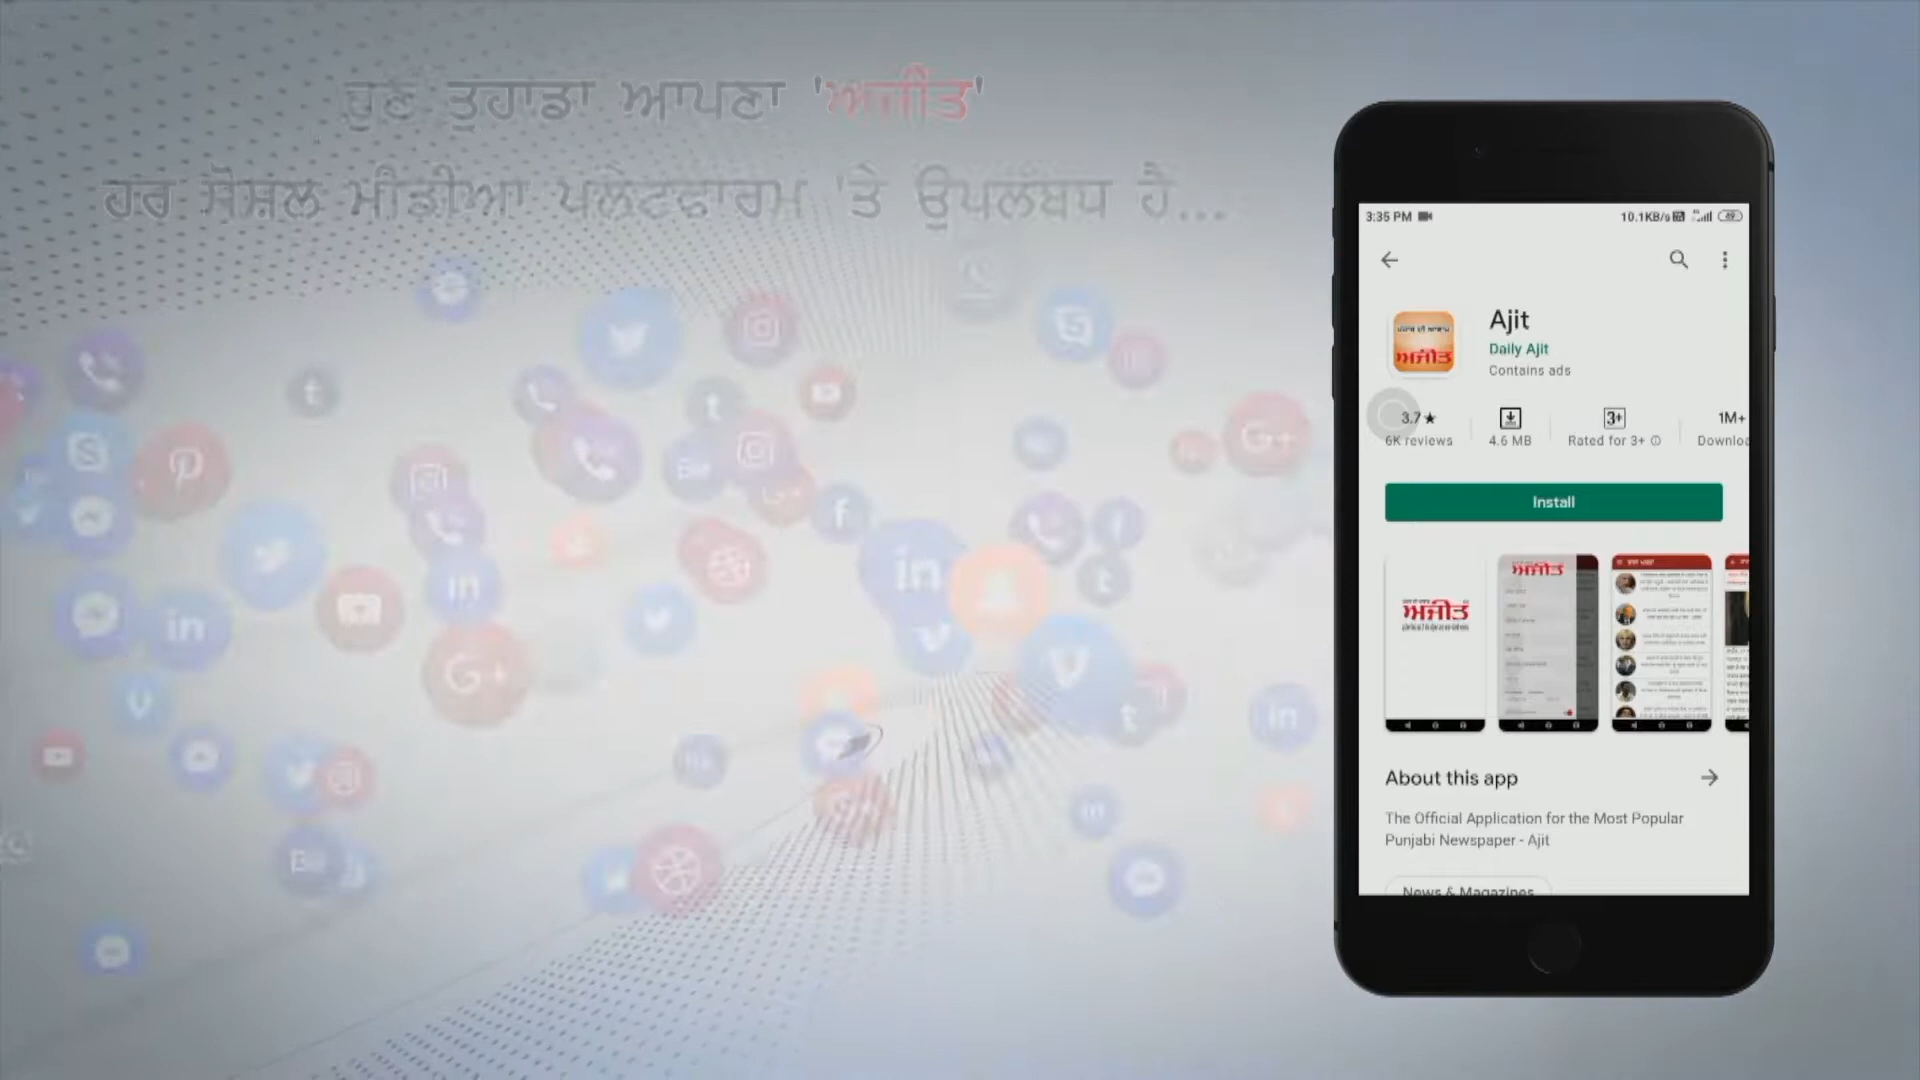 ਹੁਣ ਤੁਹਾਡਾ ਆਪਣਾ 'ਅਜੀਤ'
ਹਰ ਸੋਸ਼ਲ ਮੀਡੀਆ ਪਲੇਟਫਾਰਮ 'ਤੇ ਉਪਲੱਬਧ ਹੈ...
3:35 PM
10.1KB/s
Ajit
ਅਜੀਤ
Daily Ajit
Contains ads
3.7★ 3+ 1M+
6K reviews 4.6 MB Rated for 3+ Downloa
Install
ਅਜੀਤ
ਅਜੀਤ
About this app
The Official Application for the Most Popular
Punjabi Newspaper - Ajit
News & Magazines